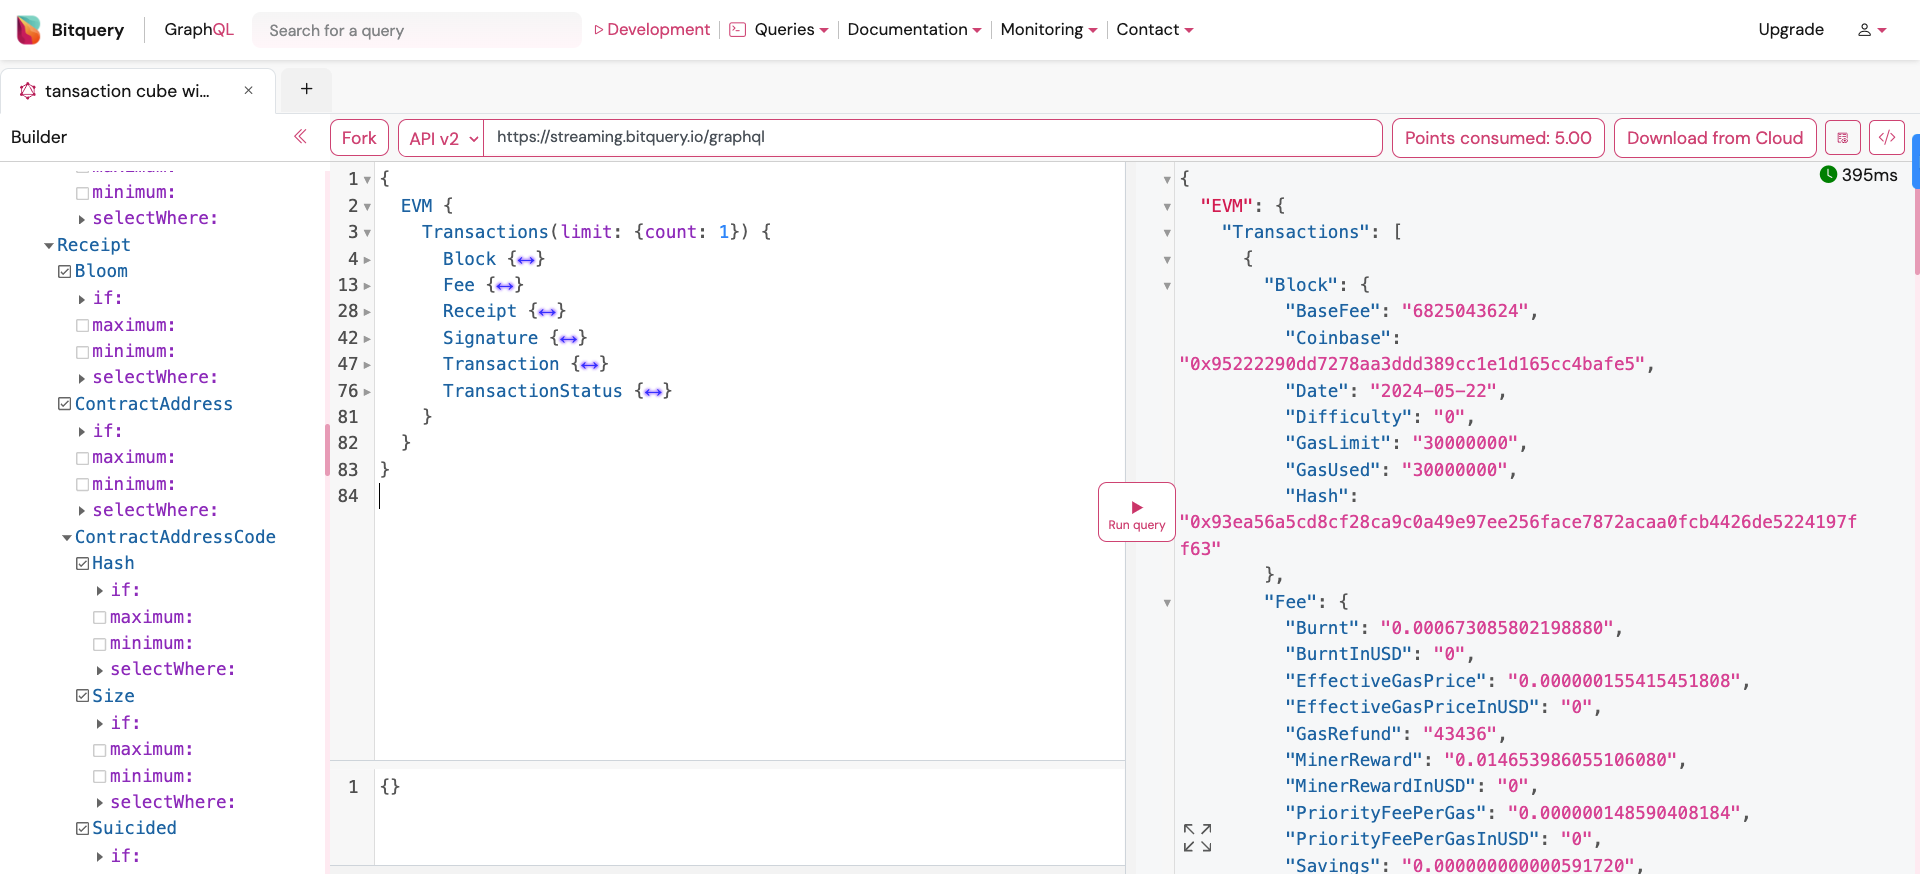 Bitquery
GraphQL
Search for a query
Development
Queries
Documentation
Monitoring
Contact
Upgrade
tansaction cube wi...
+
Builder
Fork
API v2
https://streaming.bitquery.io/graphql
Points consumed: 5.00
Download from Cloud
</>
minimum:
selectWhere:
Receipt
Bloom
if:
maximum:
minimum:
selectWhere:
ContractAddress
if:
maximum:
minimum:
selectWhere:
ContractAddressCode
Hash
if:
maximum:
minimum:
selectWhere:
Size
if:
maximum:
minimum:
selectWhere:
Suicided
if:
1 {
2 EVM {
3 Transactions(limit: {count: 1}) {
4 Block {↔}
13 Fee {↔}
28 Receipt {↔}
42 Signature {↔}
47 Transaction {↔}
76 TransactionStatus {↔}
81 }
82 }
83 }
84
1 {}
Run query
395ms
{
"EVM": {
"Transactions": [
{
"Block": {
"BaseFee": "6825043624",
"Coinbase":
"0x95222290dd7278aa3ddd389cc1e1d165cc4bafe5",
"Date": "2024-05-22",
"Difficulty": "0",
"GasLimit": "30000000",
"GasUsed": "30000000",
"Hash":
"0x93ea56a5cd8cf28ca9c0a49e97ee256face7872acaa0fcb4426de5224197f
f63"
},
"Fee": {
"Burnt": "0.000673085802198880",
"BurntInUSD": "0",
"EffectiveGasPrice": "0.000000155415451808",
"EffectiveGasPriceInUSD": "0",
"GasRefund": "43436",
"MinerReward": "0.014653986055106080",
"MinerRewardInUSD": "0",
"PriorityFeePerGas": "0.000000148590408184",
"PriorityFeePerGasInUSD": "0",
"Savings": "0.000000000000591720",